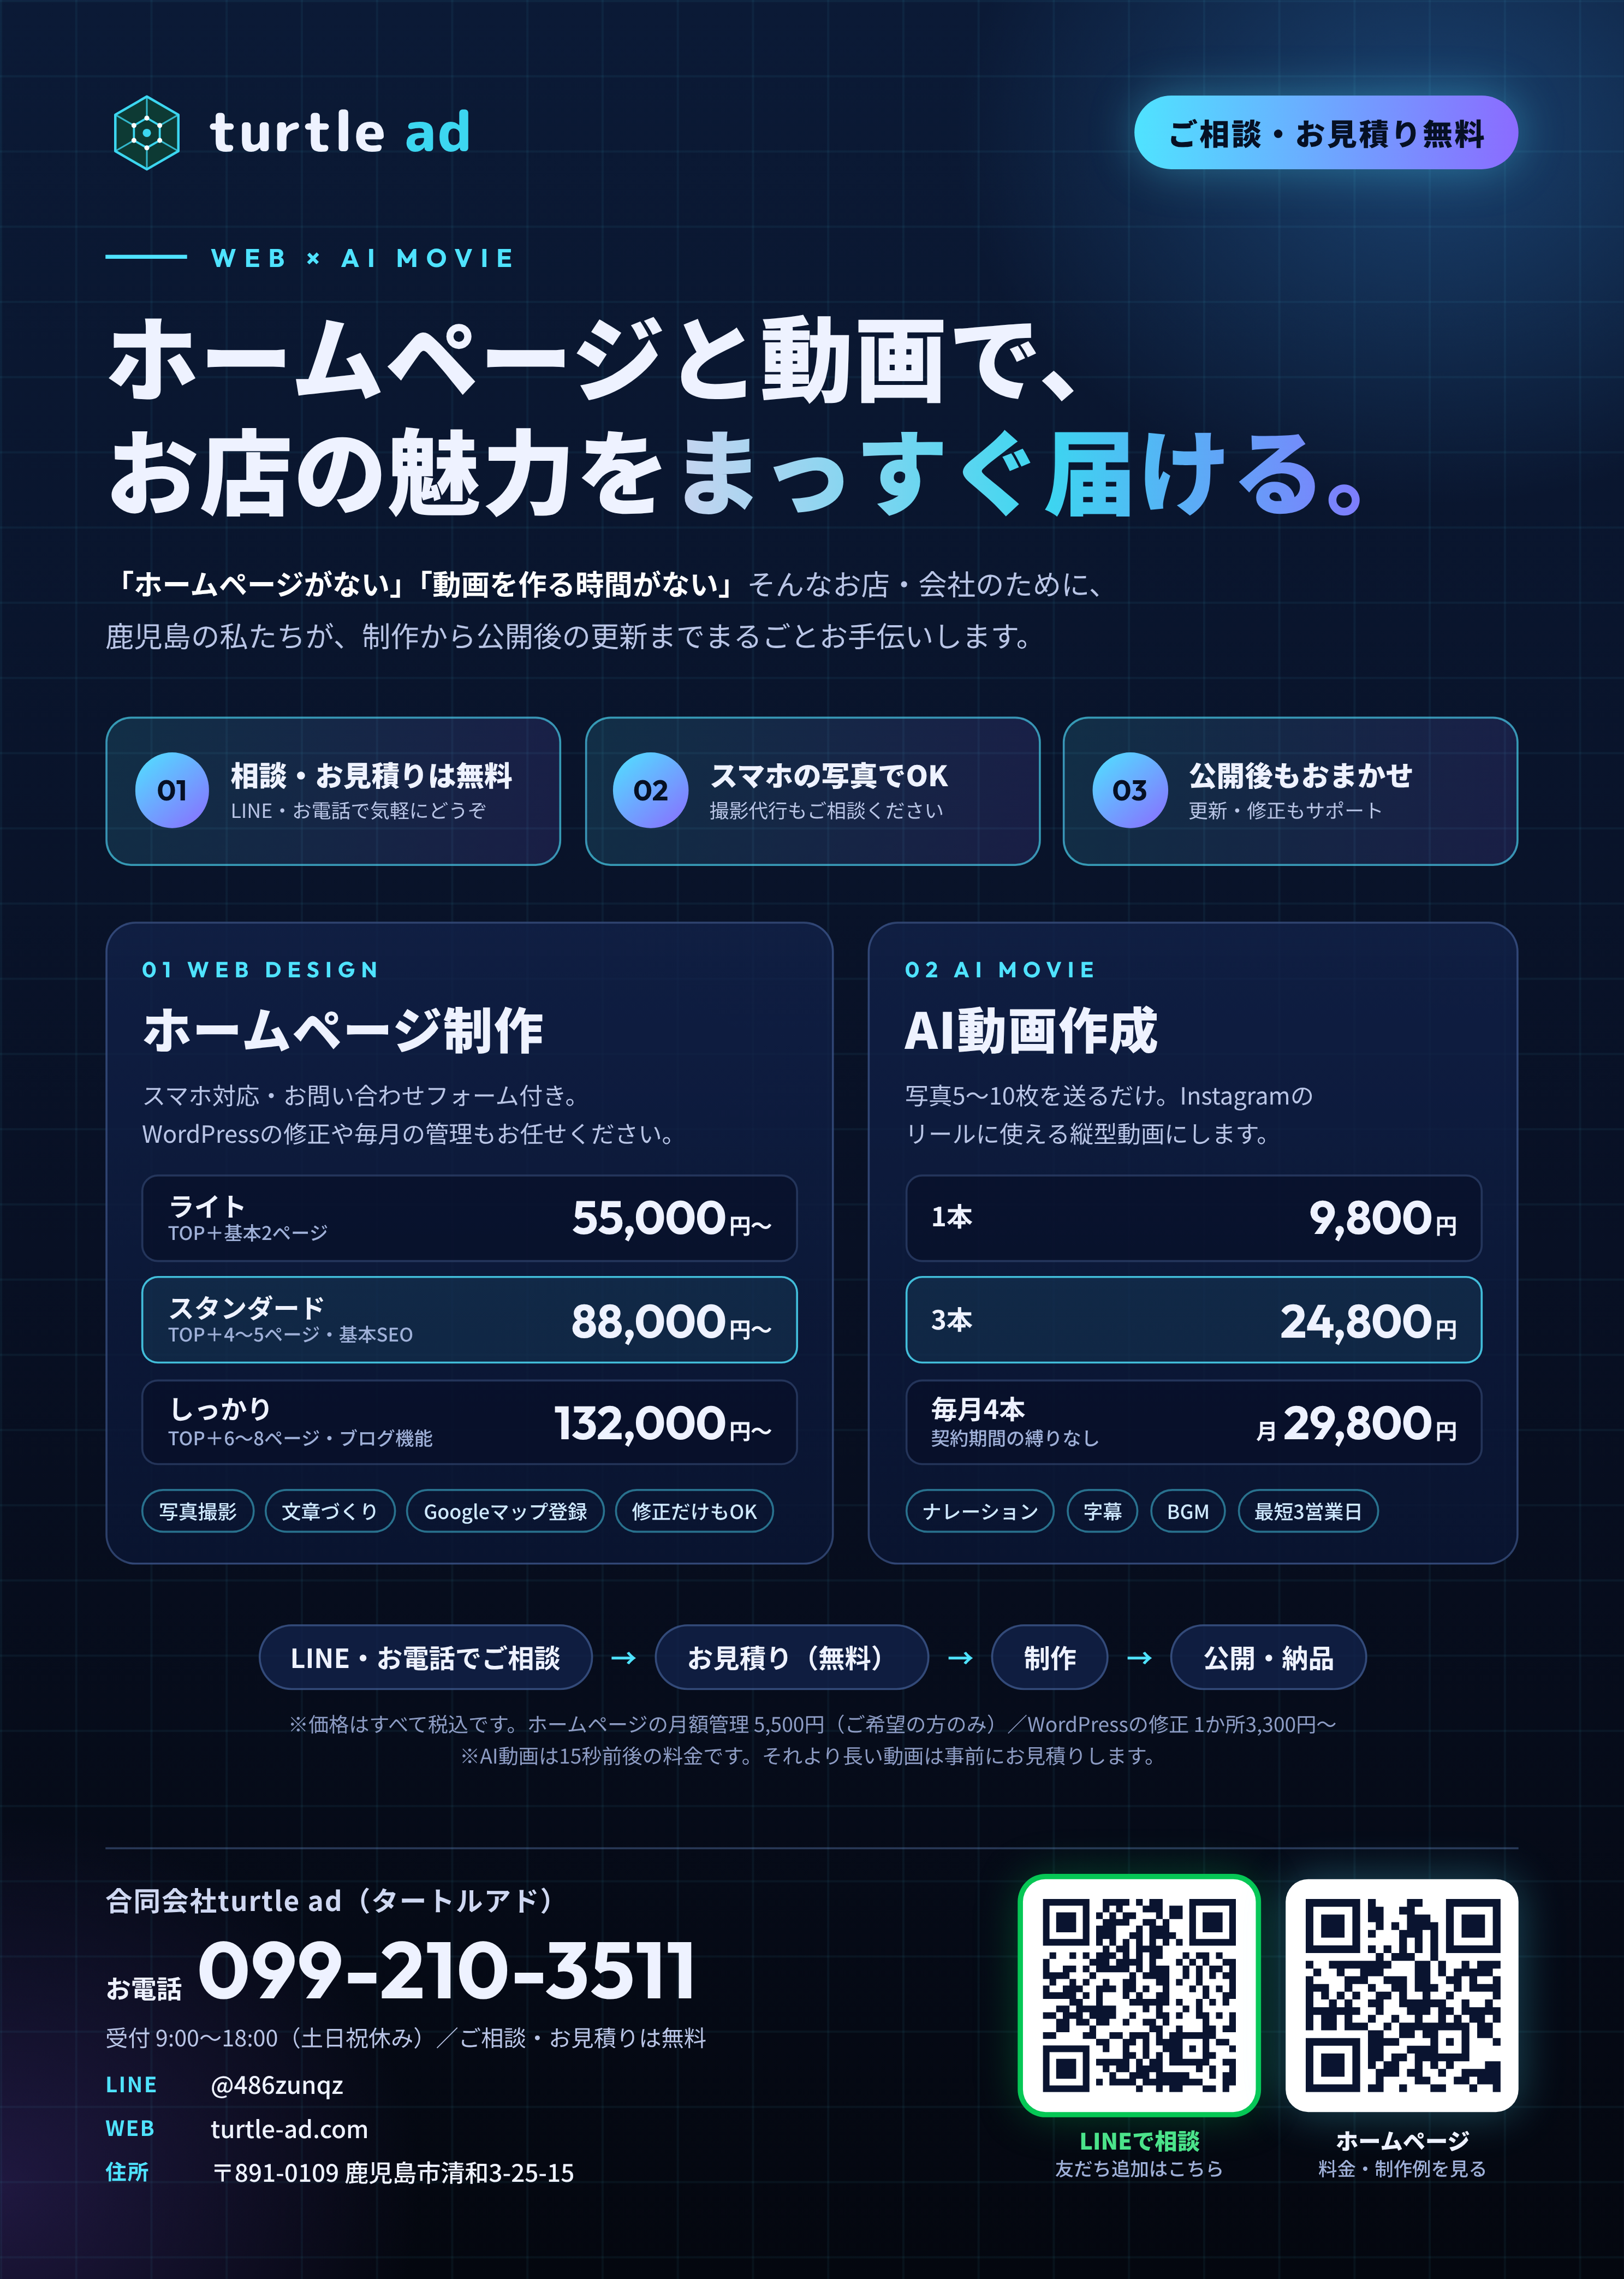 turtle ad
ご相談・お見積り無料
WEB × AI MOVIE
ホームページと動画で、
お店の魅力をまっすぐ届ける。
「ホームページがない」「動画を作る時間がない」そんなお店・会社のために、
鹿児島の私たちが、制作から公開後の更新までまるごとお手伝いします。
01
相談・お見積りは無料
LINE・お電話で気軽にどうぞ
02
スマホの写真でOK
撮影代行もご相談ください
03
公開後もおまかせ
更新・修正もサポート
01 WEB DESIGN
ホームページ制作
スマホ対応・お問い合わせフォーム付き。
WordPressの修正や毎月の管理もお任せください。
ライト
TOP＋基本2ページ
55,000円〜
スタンダード
TOP＋4〜5ページ・基本SEO
88,000円〜
しっかり
TOP＋6〜8ページ・ブログ機能
132,000円〜
写真撮影
文章づくり
Googleマップ登録
修正だけもOK
02 AI MOVIE
AI動画作成
写真5〜10枚を送るだけ。Instagramの
リールに使える縦型動画にします。
1本
9,800円
3本
24,800円
毎月4本
契約期間の縛りなし
月29,800円
ナレーション
字幕
BGM
最短3営業日
LINE・お電話でご相談 → お見積り（無料） → 制作 → 公開・納品
※価格はすべて税込です。ホームページの月額管理 5,500円（ご希望の方のみ）／WordPressの修正 1か所3,300円〜
※AI動画は15秒前後の料金です。それより長い動画は事前にお見積りします。
合同会社turtle ad（タートルアド）
お電話 099-210-3511
受付 9:00〜18:00（土日祝休み）／ご相談・お見積りは無料
LINE @486zunqz
WEB turtle-ad.com
住所 〒891-0109 鹿児島市清和3-25-15
LINEで相談
友だち追加はこちら
ホームページ
料金・制作例を見る